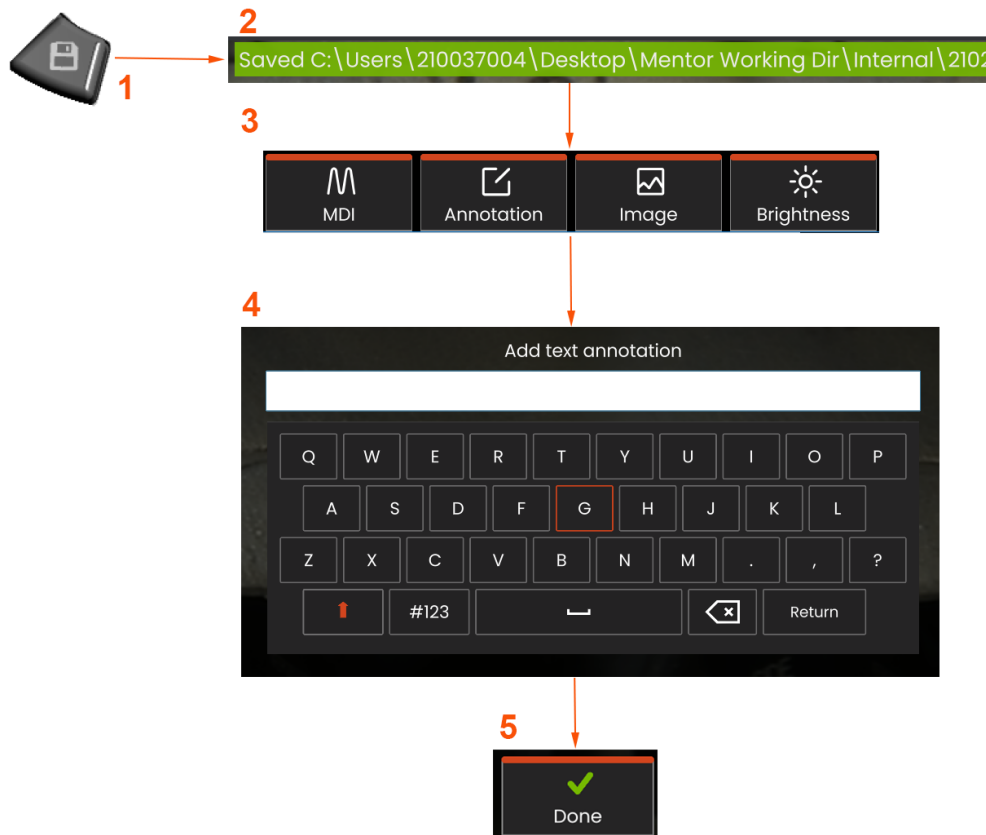 1
2
Saved C:\Users\210037004\Desktop\Mentor Working Dir\Internal\2102
3
MDI Annotation Image Brightness
4
Add text annotation
Q W E R T Y U I O P
A S D F G H J K L
Z X C V B N M . , ?
#123 Return
5
Done